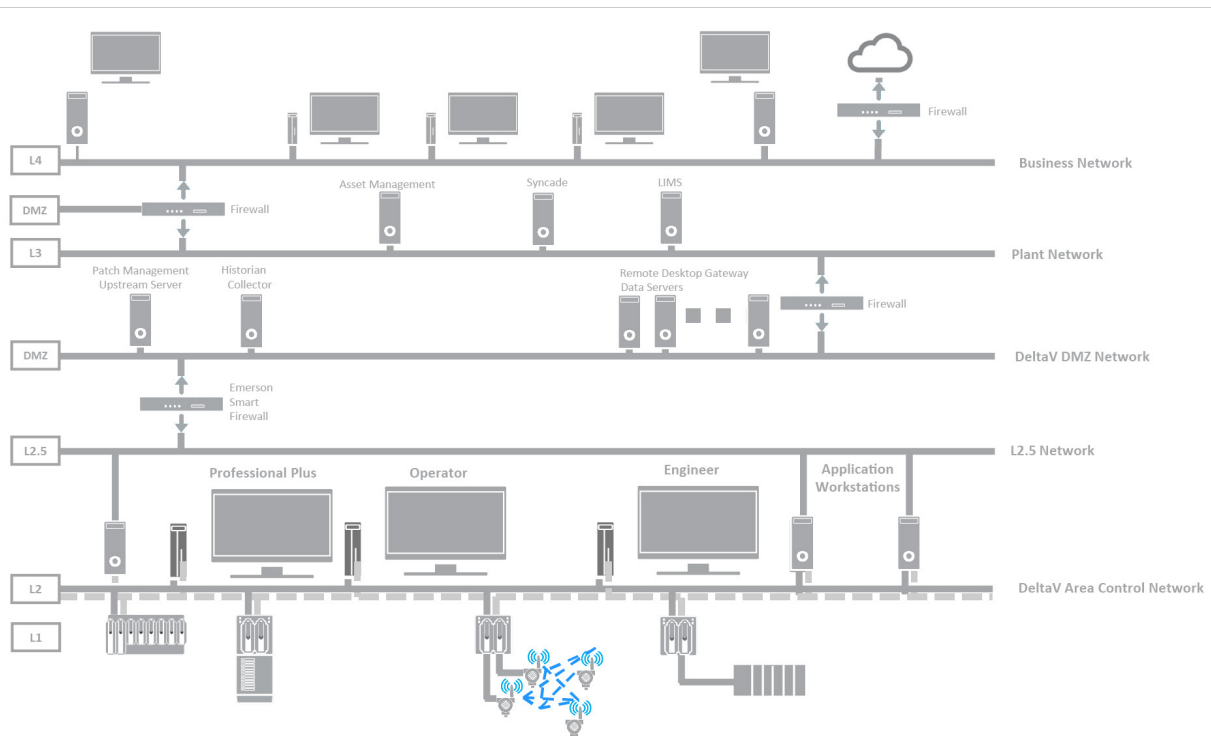 Firewall
L4
Business Network
Asset Management
Syncade
LIMS
DMZ
Firewall
L3
Plant Network
Patch Management
Upstream Server
Historian
Collector
Remote Desktop Gateway
Data Servers
Firewall
DMZ
DeltaV DMZ Network
Emerson
Smart
Firewall
L2.5
L2.5 Network
Professional Plus
Operator
Engineer
Application
Workstations
L2
DeltaV Area Control Network
L1